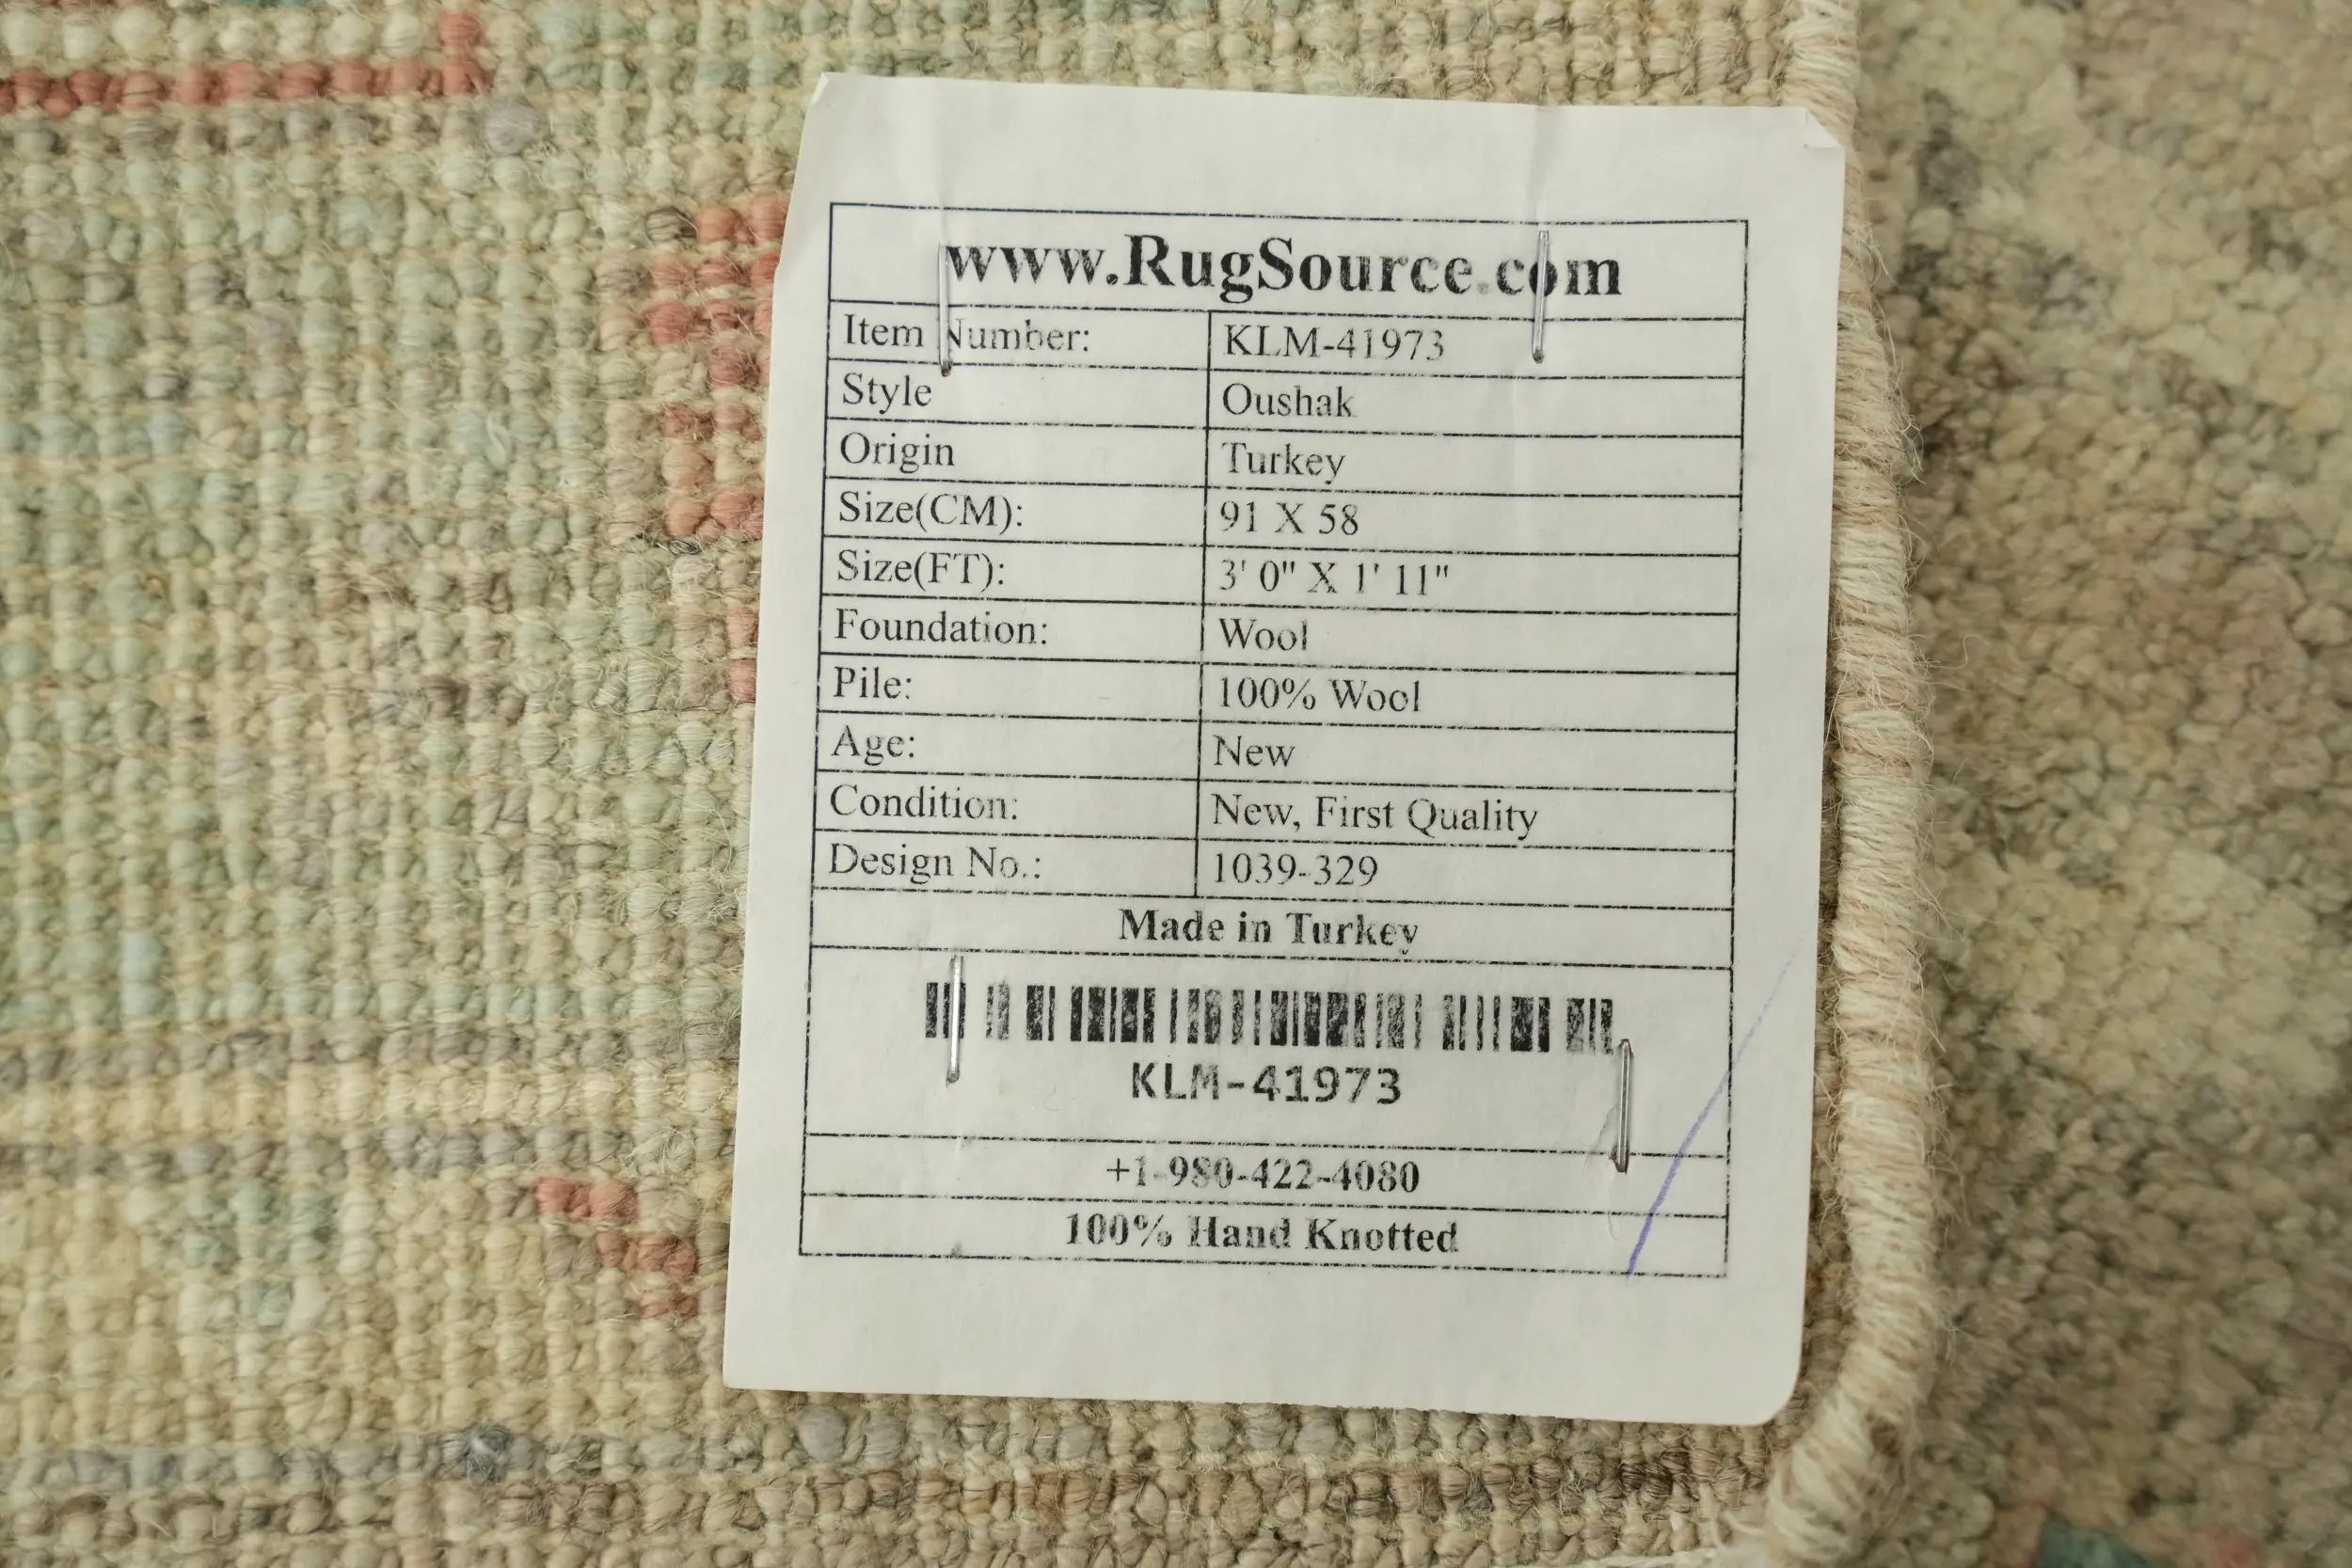 www.RugSource.com
Item Number: KLM-41973
Style Oushak
Origin Turkey
Size(CM): 91 X 58
Size(FT): 3' 0" X 1' 11"
Foundation: Wool
Pile: 100% Wool
Age: New
Condition: New, First Quality
Design No.: 1039-329
Made in Turkey
KLM-41973
+1-980-422-4080
100% Hand Knotted